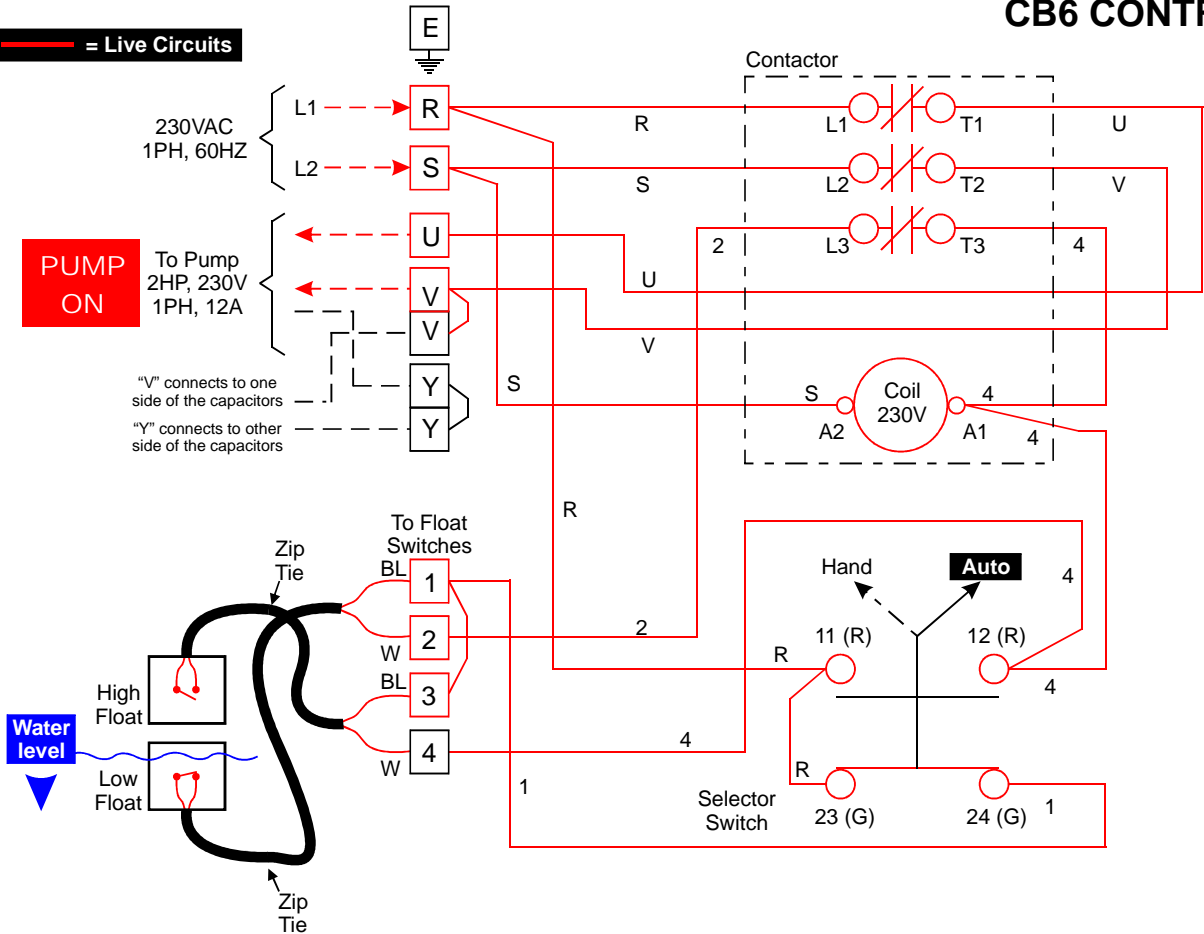 CB6 CONTR
= Live Circuits
E
Contactor
L1
R
R
L1
T1
U
230VAC
1PH, 60HZ
L2
S
S
L2
T2
V
U
2
L3
T3
4
PUMP
ON
To Pump
2HP, 230V
1PH, 12A
U
V
V
V
"V" connects to one
side of the capacitors
Y
S
S
Coil
230V
4
"Y" connects to other
side of the capacitors
Y
A2
A1
4
R
To Float
Switches
Zip
Tie
BL
1
Hand
Auto
4
W
2
2
11 (R)
12 (R)
R
BL
3
4
High
Float
Water
level
W
4
4
Low
Float
1
R
Selector
Switch
23 (G)
24 (G)
1
Zip
Tie